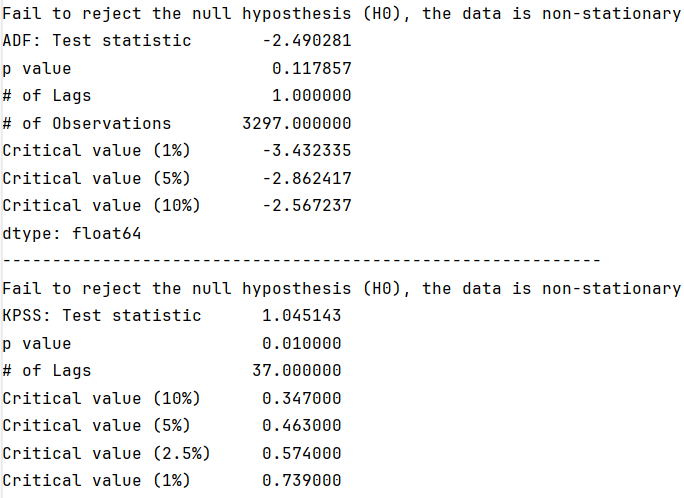 Fail to reject the null hyposthesis (H0), the data is non-stationary
ADF: Test statistic -2.490281
p value 0.117857
# of Lags 1.000000
# of Observations 3297.000000
Critical value (1%) -3.432335
Critical value (5%) -2.862417
Critical value (10%) -2.567237
dtype: float64
------------------------------------------------------------
Fail to reject the null hyposthesis (H0), the data is non-stationary
KPSS: Test statistic 1.045143
p value 0.010000
# of Lags 37.000000
Critical value (10%) 0.347000
Critical value (5%) 0.463000
Critical value (2.5%) 0.574000
Critical value (1%) 0.739000